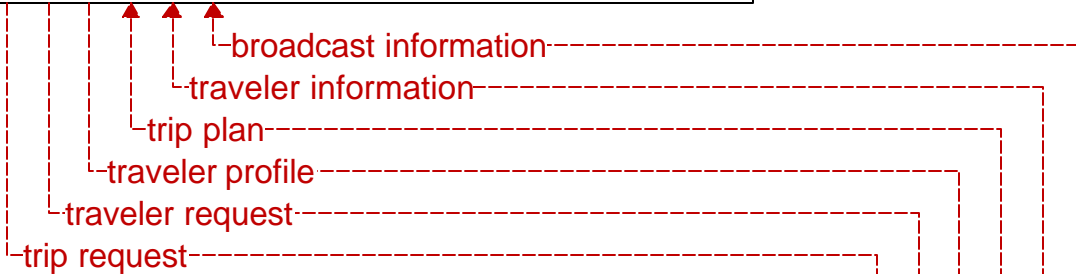 broadcast information
traveler information
trip plan
traveler profile
traveler request
trip request